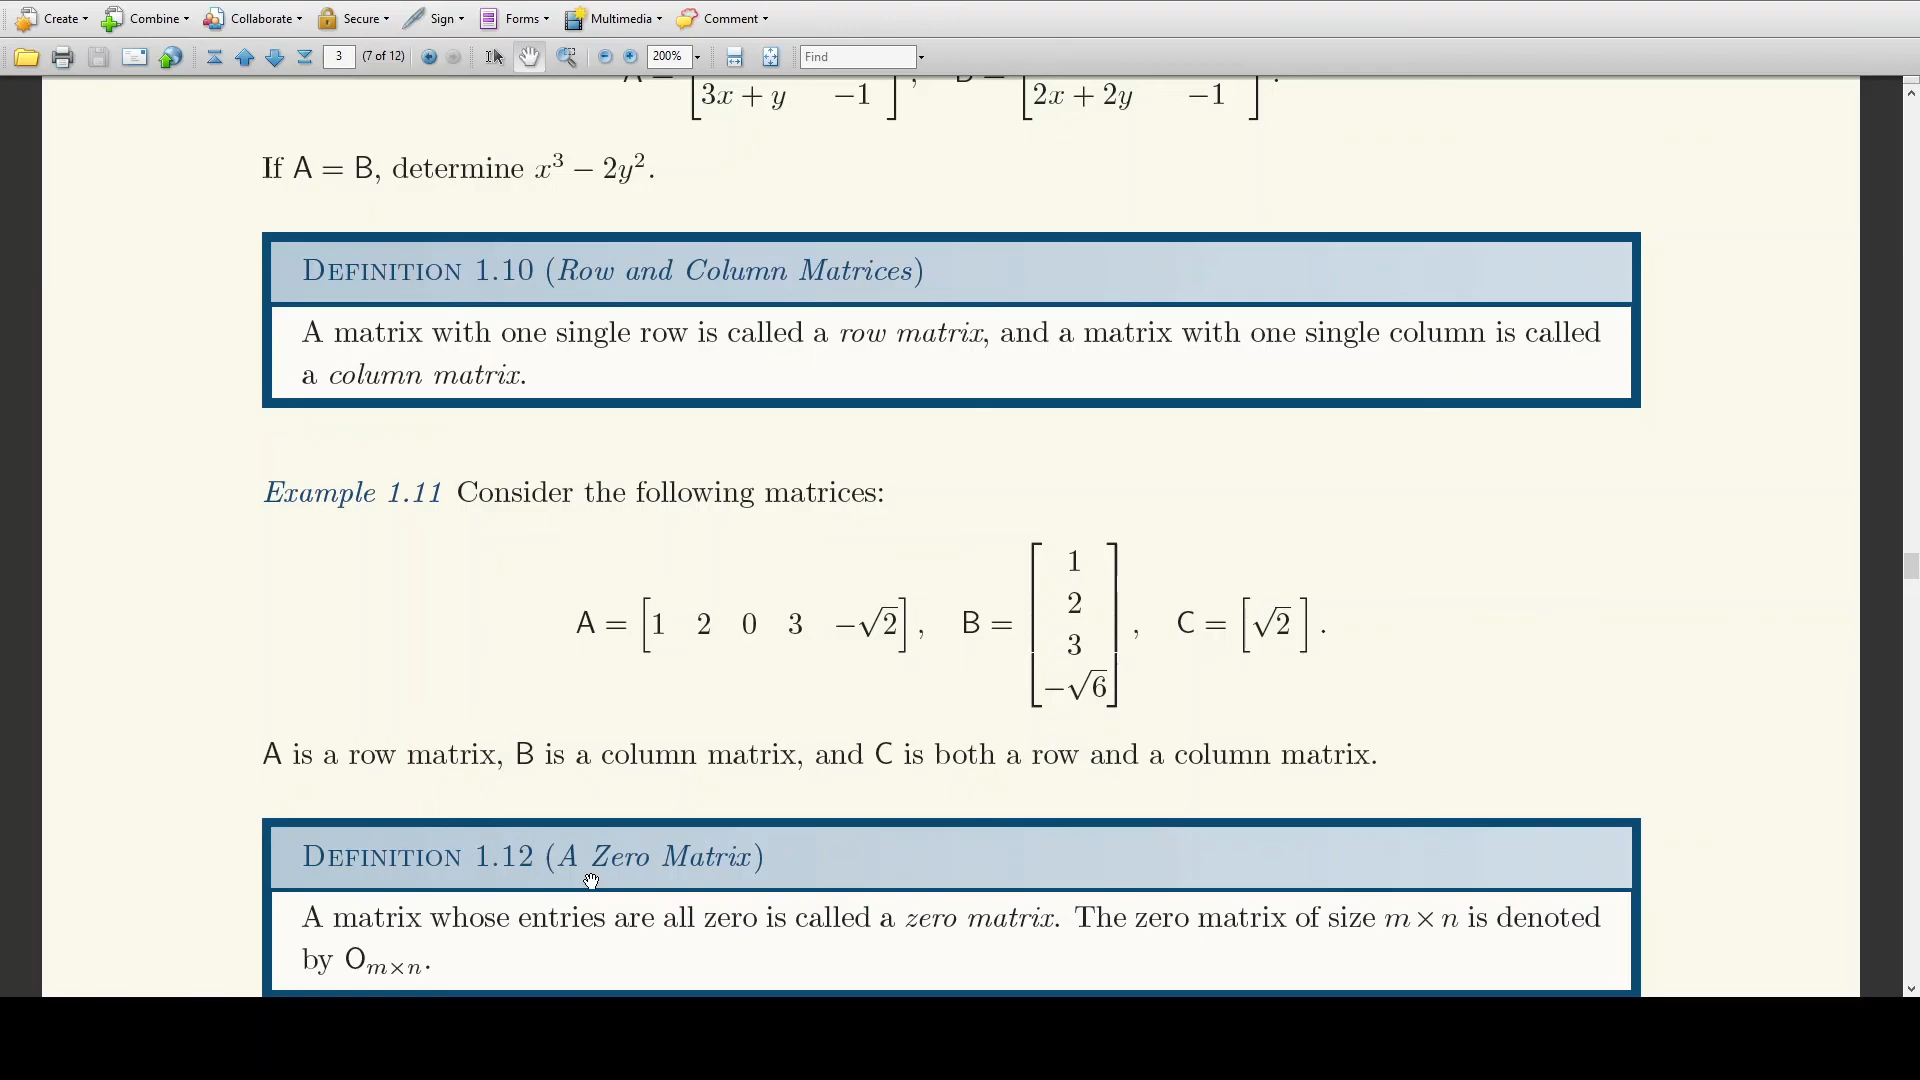 Create Combine Collaborate Secure Sign Forms Multimedia Comment
3 (7 of 12) 200% Find
3x + y −1 2x + 2y −1
If A = B, determine x³ − 2y².
Definition 1.10 (Row and Column Matrices)
A matrix with one single row is called a row matrix, and a matrix with one single column is called
a column matrix.
Example 1.11 Consider the following matrices:
A = [1 2 0 3 −√2], B = [1 2 3 −√6], C = [√2].
A is a row matrix, B is a column matrix, and C is both a row and a column matrix.
Definition 1.12 (A Zero Matrix)
A matrix whose entries are all zero is called a zero matrix. The zero matrix of size m × n is denoted
by O_{m×n}.